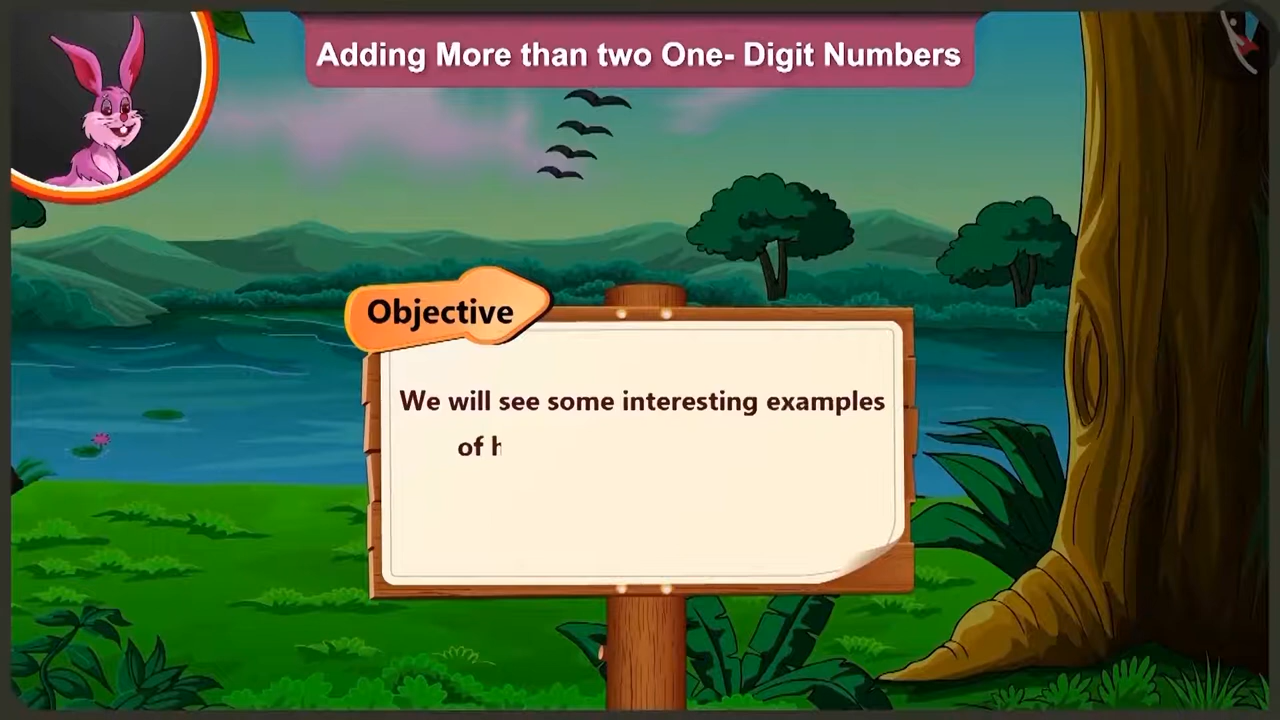 Adding More than two One- Digit Numbers
Objective
We will see some interesting examples
of